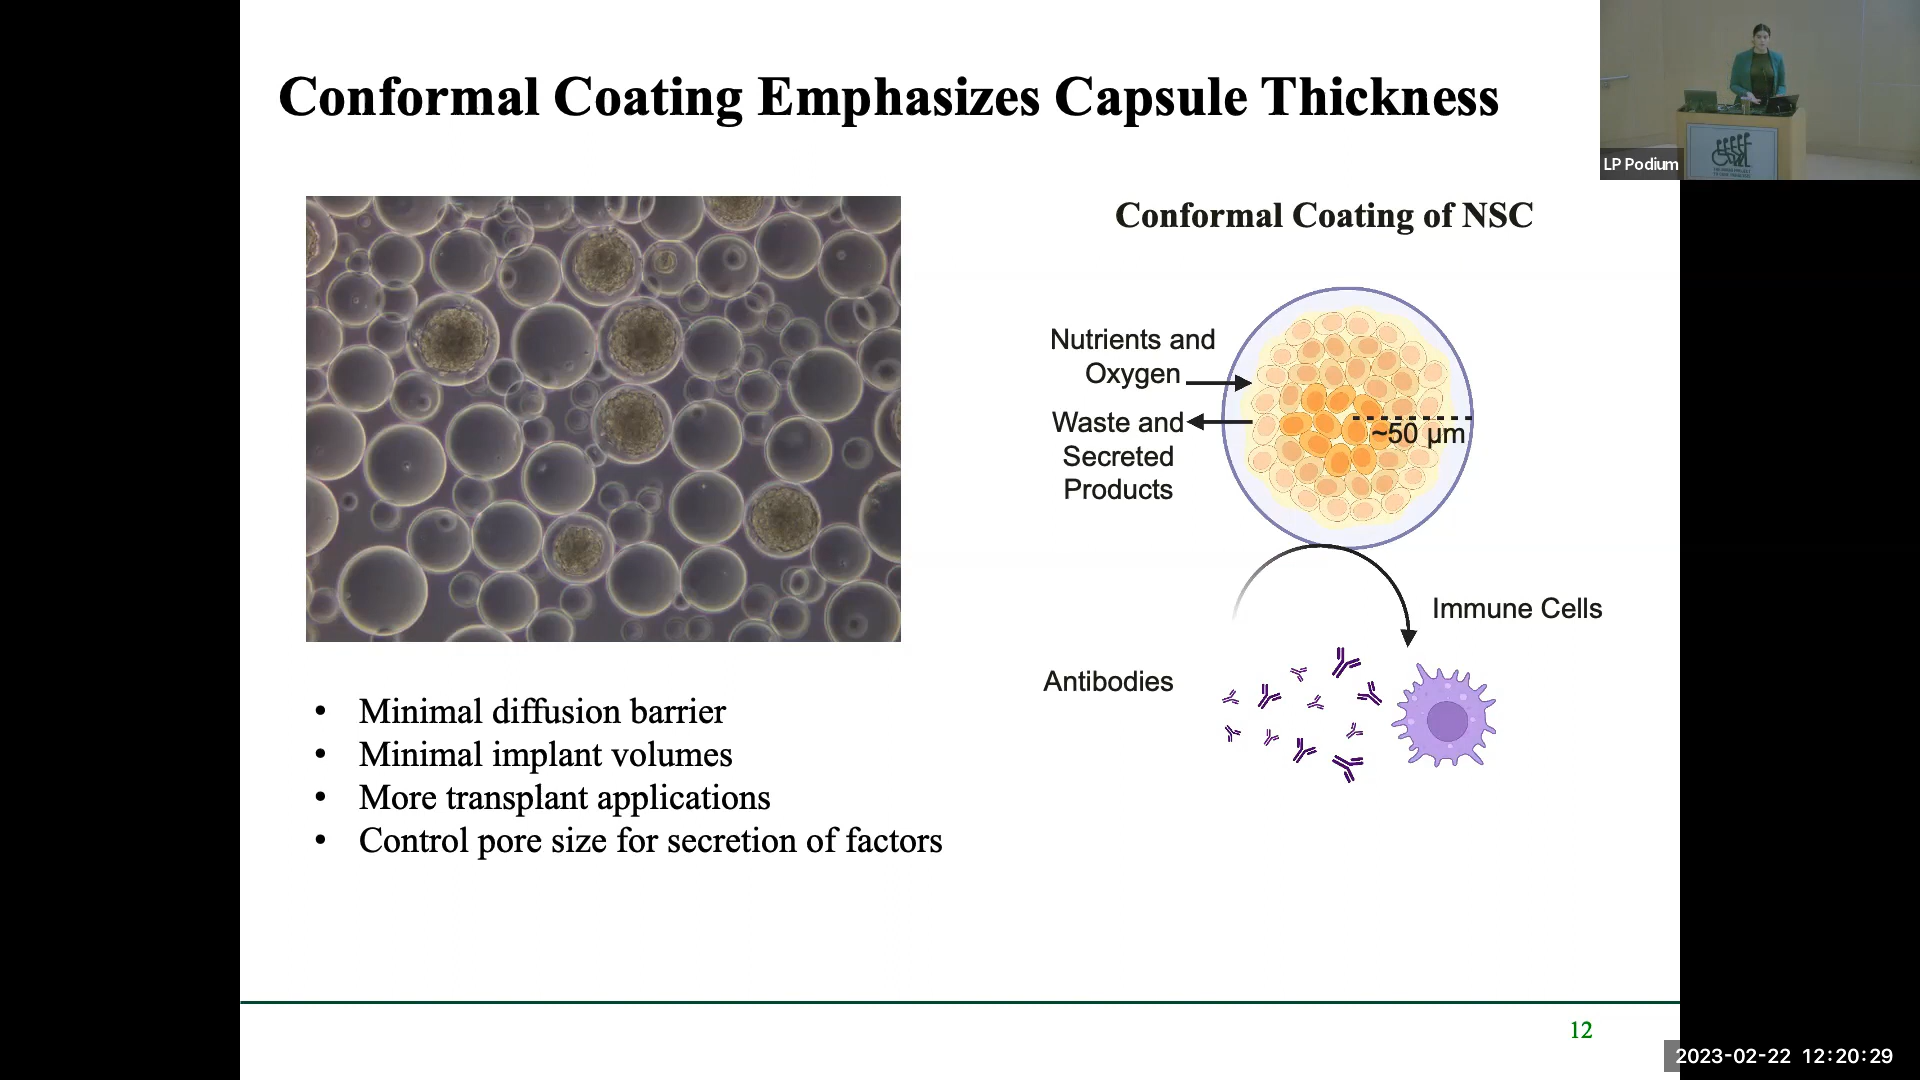 Conformal Coating Emphasizes Capsule Thickness
LP Podium
Conformal Coating of NSC
Nutrients and
Oxygen
Waste and
Secreted
Products
~50 µm
Immune Cells
Antibodies
• Minimal diffusion barrier
• Minimal implant volumes
• More transplant applications
• Control pore size for secretion of factors
12
2023-02-22 12:20:29